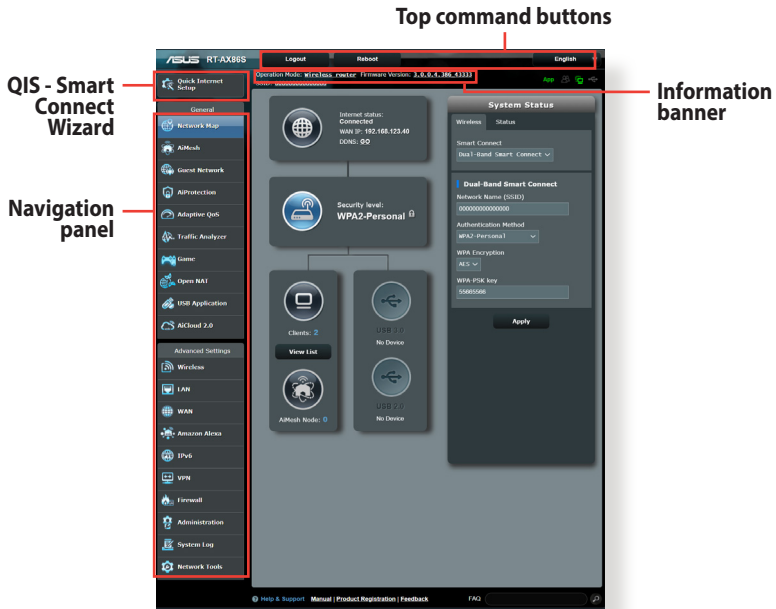 Top command buttons
ASUS RT-AX86S
Logout
Reboot
English
Quick Internet
Setup
Operation Mode: Wireless router Firmware Version: 3.0.0.4.386_43333
App
QIS - Smart
Connect
Wizard
Information
banner
Navigation
panel
General
Network Map
AiMesh
Guest Network
AiProtection
Adaptive QoS
Traffic Analyzer
Game
Open NAT
USB Application
AiCloud 2.0
Advanced Settings
Wireless
LAN
WAN
Amazon Alexa
IPv6
VPN
Firewall
Administration
System Log
Network Tools
Internet status:
Connected
WAN IP: 192.168.123.40
DDNS: GO
Security level:
WPA2-Personal
Clients: 2
View List
AiMesh Node: 0
USB 2.0
No Device
USB 2.0
No Device
System Status
Wireless
Status
Smart Connect
Dual-Band Smart Connect
Dual-Band Smart Connect
Network Name (SSID)
Authentication Method
WPA2-Personal
WPA Encryption
AES
WPA-PSK key
Apply
Help & Support Manual | Product Registration | Feedback
FAQ